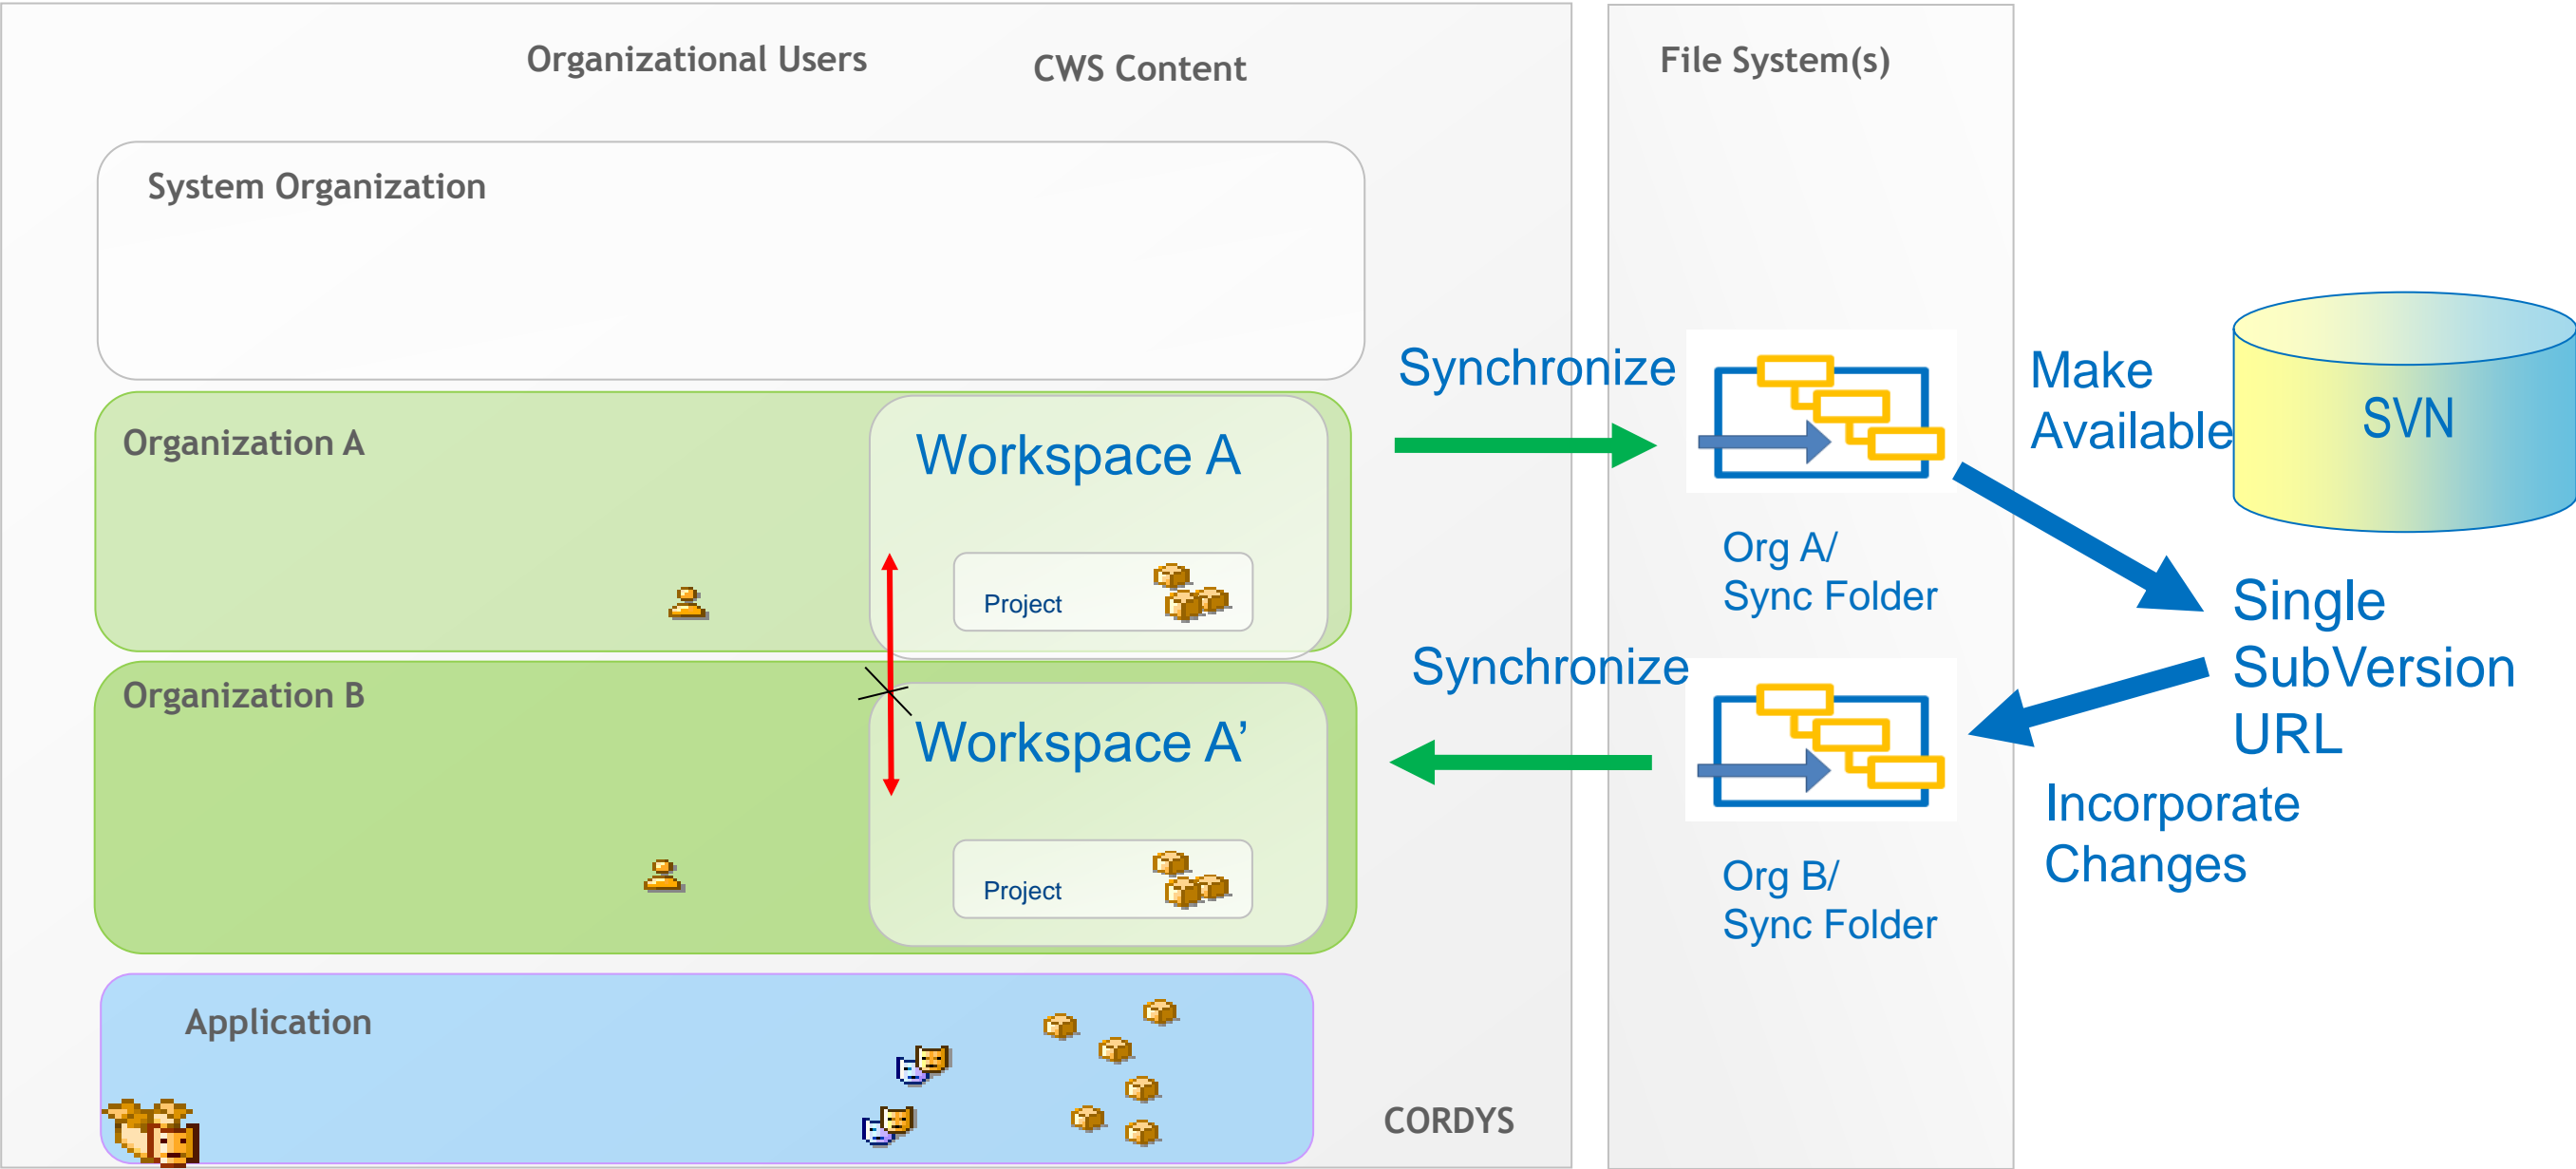 Organizational Users
CWS Content
File System(s)
System Organization
Synchronize
Make
Available
SVN
Organization A
Workspace A
Project
Org A/
Sync Folder
Single
SubVersion
URL
Synchronize
Organization B
Workspace A’
Project
Org B/
Sync Folder
Incorporate
Changes
Application
CORDYS